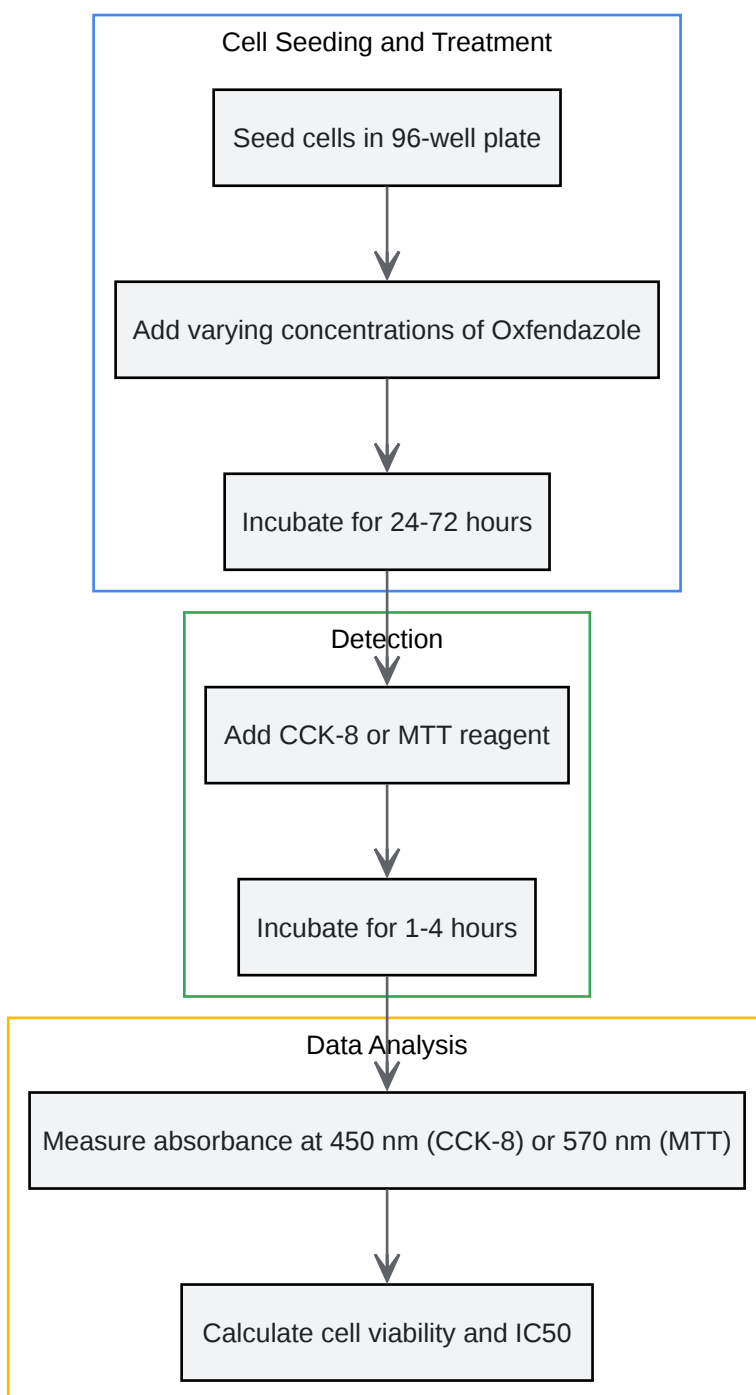 Cell Seeding and Treatment
Seed cells in 96-well plate
Add varying concentrations of Oxfendazole
Incubate for 24-72 hours
Detection
Add CCK-8 or MTT reagent
Incubate for 1-4 hours
Data Analysis
Measure absorbance at 450 nm (CCK-8) or 570 nm (MTT)
Calculate cell viability and IC50